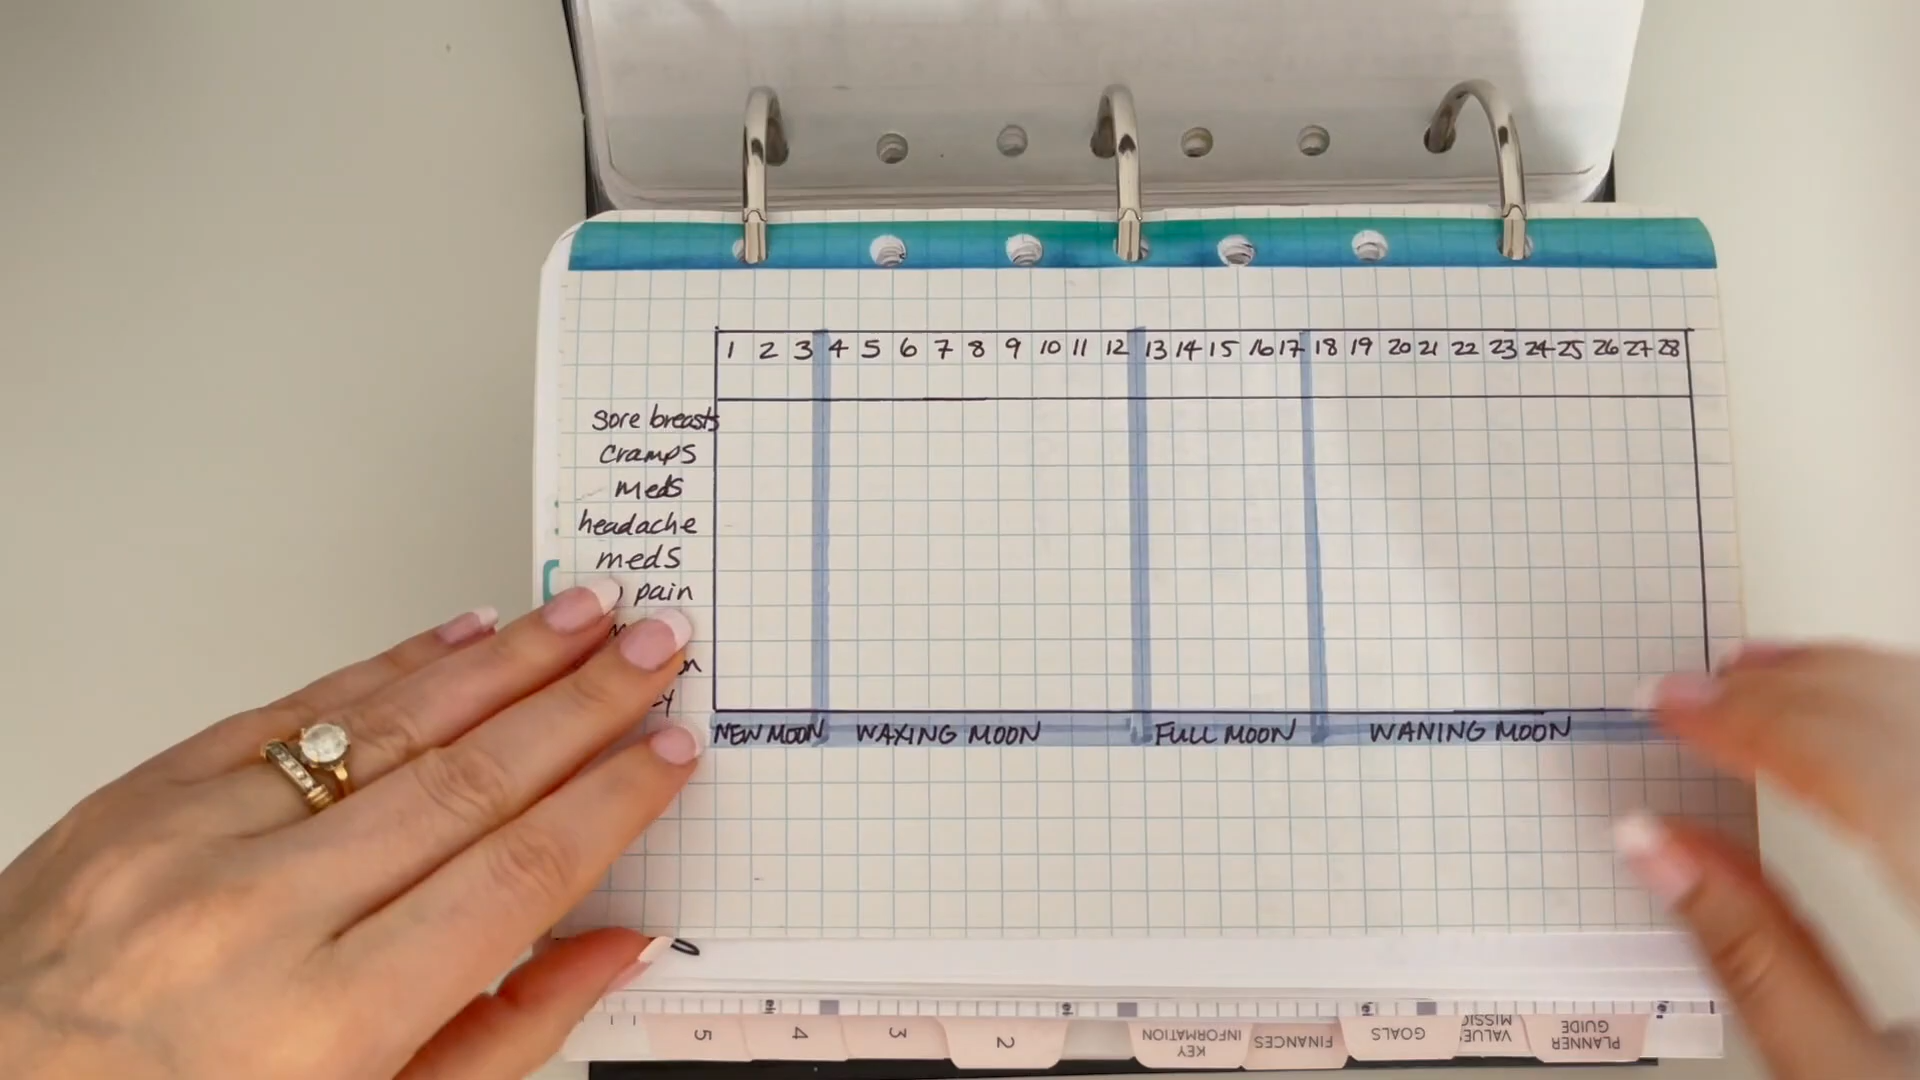 1 2 3 4 5 6 7 8 9 10 11 12 13 14 15 16 17 18 19 20 21 22 23 24 25 26 27 28
sore breasts
cramps
meds
headache
meds
pain
NEW MOON WAXING MOON FULL MOON WANING MOON
5 4 3 2 KEY INFORMATION FINANCES GOALS PLANNER GUIDE